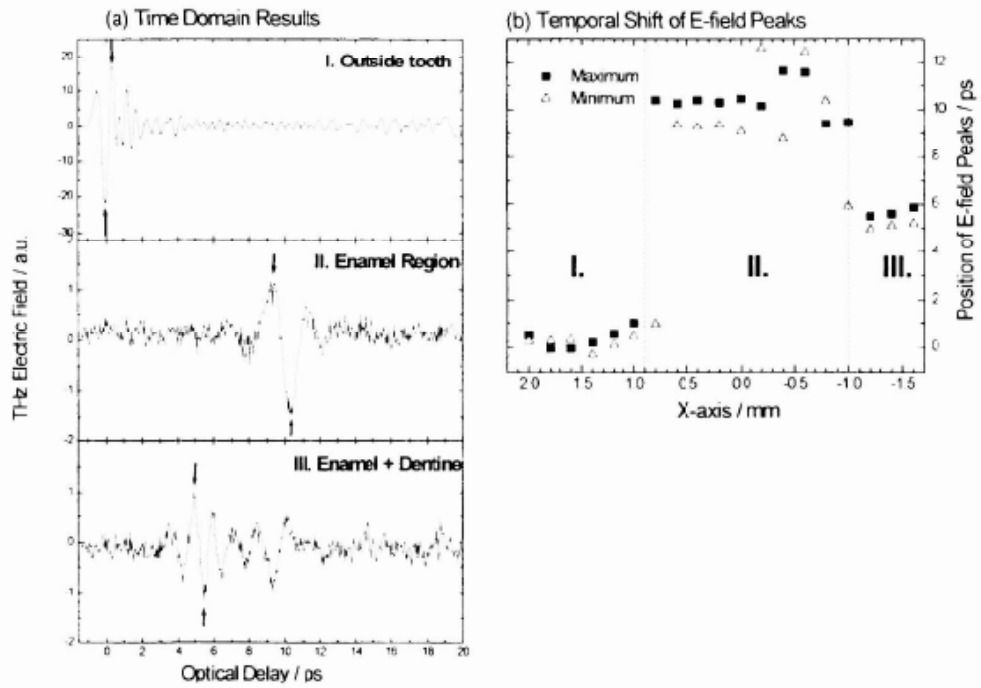 (a) Time Domain Results
I. Outside tooth
20
10
0
-10
-20
-30
II. Enamel Region
1
0
-1
-2
III. Enamel + Dentine
1
0
-1
-2
0 2 4 6 8 10 12 14 16 18 20
Optical Delay / ps
THz Electric Field / a.u.
(b) Temporal Shift of E-field Peaks
Maximum
Minimum
I. II. III.
12
10
8
6
4
2
0
2.0 1.5 1.0 0.5 0.0 -0.5 -1.0 -1.5
X-axis / mm
Position of E-field Peaks / ps